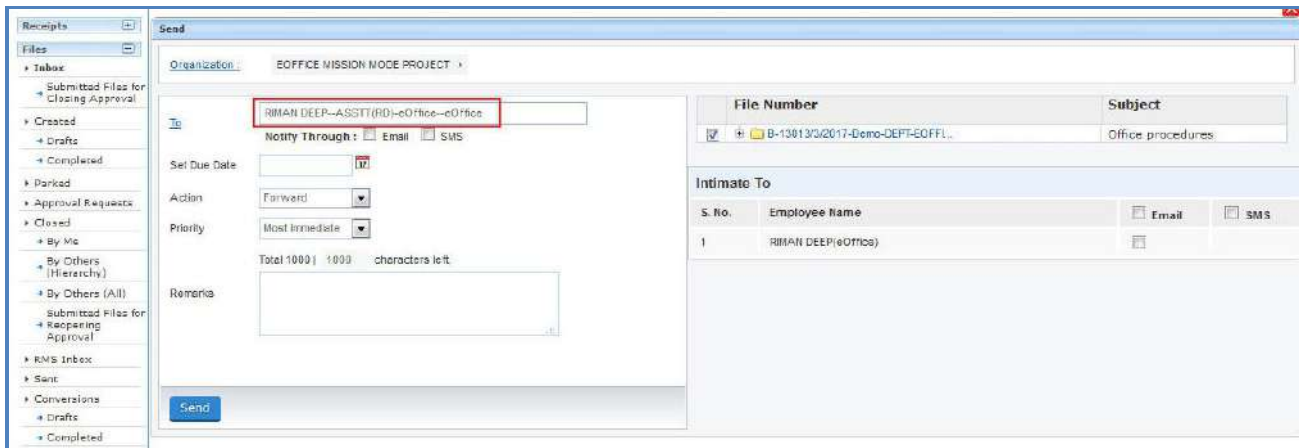 Receipts
Files
Inbox
Submitted Files for
Closing Approval
Created
Drafts
Completed
Parked
Approval Requests
Closed
By Me
By Others
(Hierarchy)
By Others (All)
Submitted Files for
Reopening
Approval
RMS Inbox
Sent
Conversions
Drafts
Completed
Send
Organization :
EOFFICE MISSION MODE PROJECT
To
RIMAN DEEP--ASSTT(RD)-eOffice--eOffice
Notify Through : Email SMS
Set Due Date
Action Forward
Priority Most Immediate
Total 1000 | 1000 characters left
Remarks
Send
File Number Subject
B-13013/3/2017-Demo-DEPT-EOFFI... Office procedures
Intimate To
S. No. Employee Name Email SMS
1 RIMAN DEEP(eOffice)